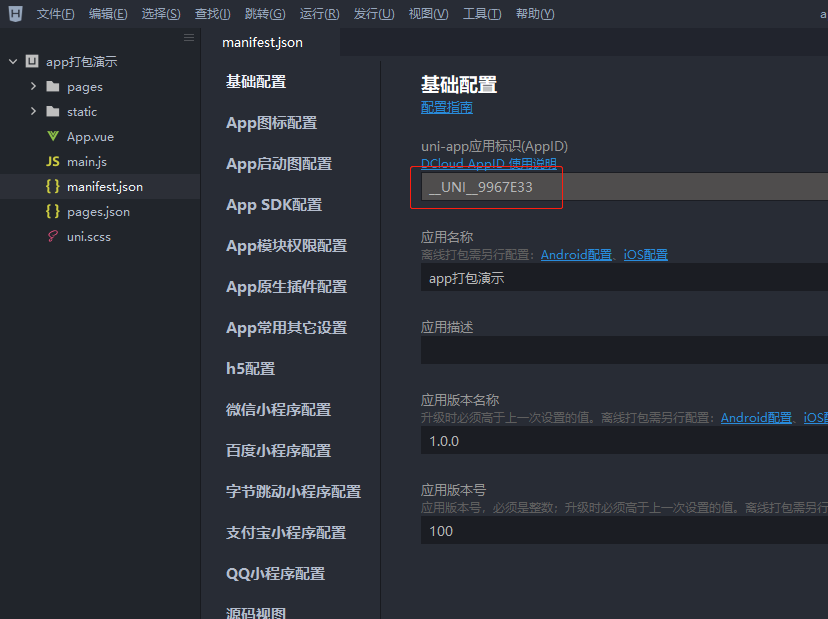 文件(F) 编辑(E) 选择(S) 查找(I) 跳转(G) 运行(R) 发行(U) 视图(V) 工具(T) 帮助(Y) a
manifest.json
app打包演示
pages
static
App.vue
JS main.js
{ } manifest.json
{ } pages.json
uni.scss
基础配置
App图标配置
App启动图配置
App SDK配置
App模块权限配置
App原生插件配置
App常用其它设置
h5配置
微信小程序配置
百度小程序配置
字节跳动小程序配置
支付宝小程序配置
QQ小程序配置
源码视图
基础配置
配置指南
uni-app应用标识(AppID)
DCloud AppID 使用说明
__UNI__9967E33
应用名称
离线打包需另行配置：Android配置、iOS配置
app打包演示
应用描述
应用版本名称
升级时必须高于上一次设置的值。离线打包需另行配置：Android配置、iOS配
1.0.0
应用版本号
应用版本号，必须是整数；升级时必须高于上一次设置的值。离线打包需另行
100